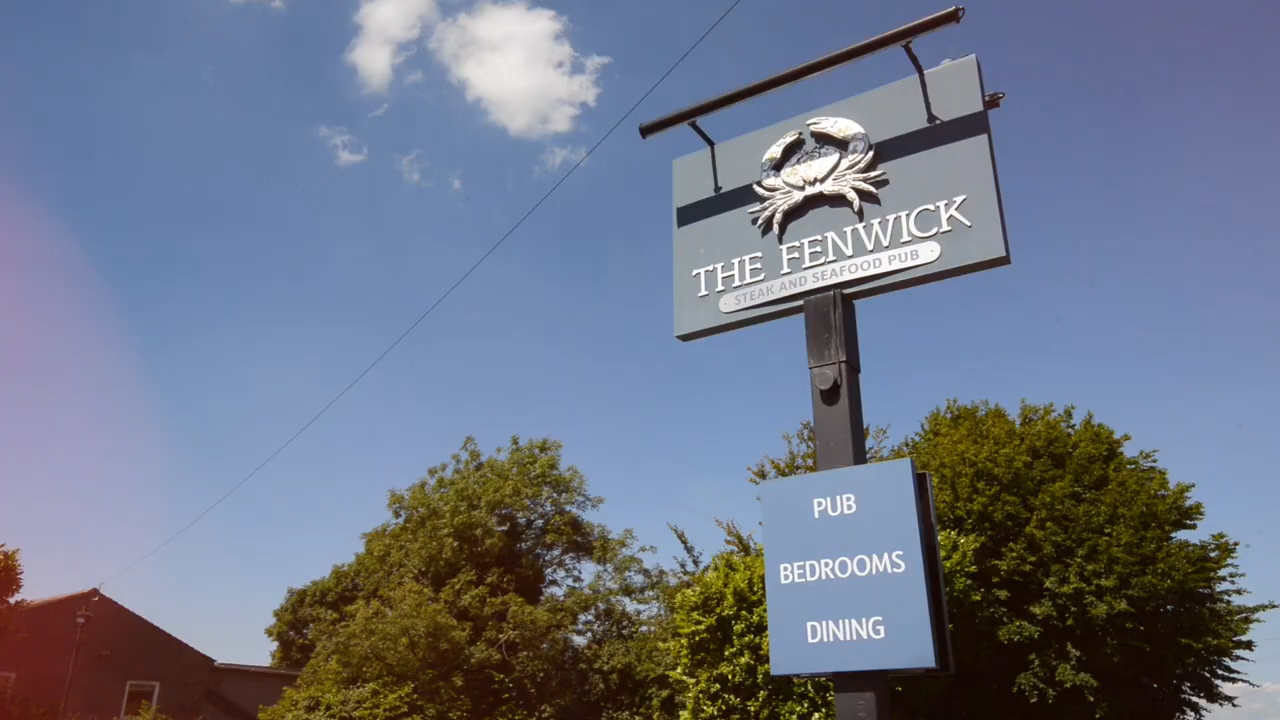 THE FENWICK
STEAK AND SEAFOOD PUB
PUB
BEDROOMS
DINING